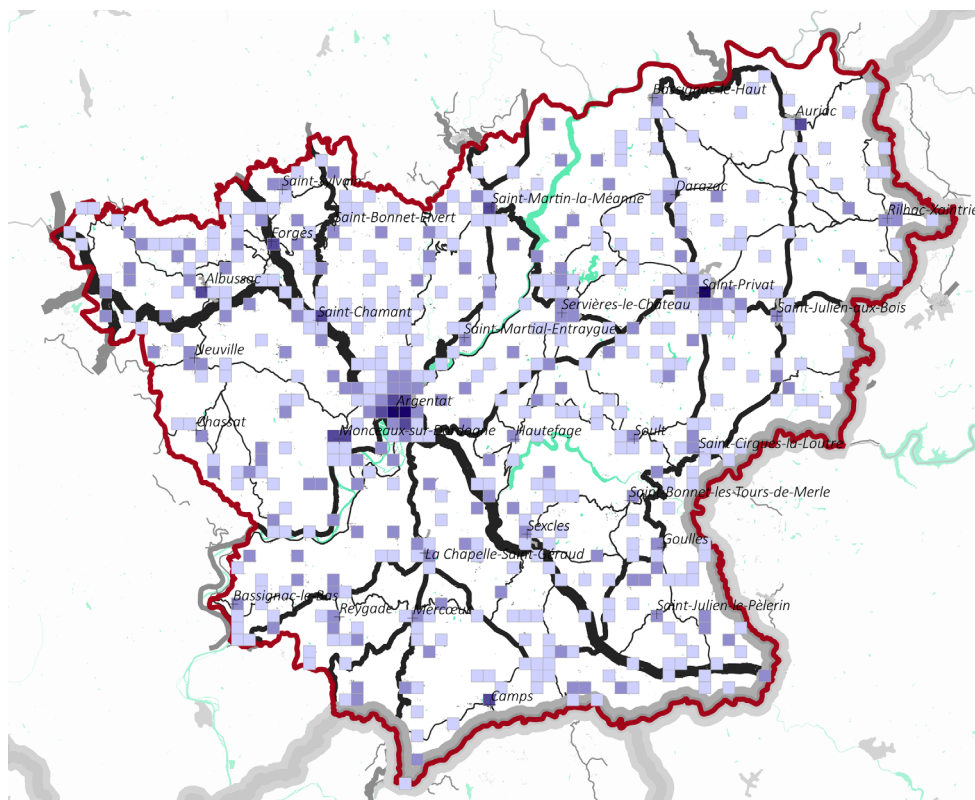 Bassignac-le-Haut
Auriac
Saint-Sylvain
Darazac
Saint-Martin-la-Méanne
Rilhac-Xaintrie
Saint-Bonnet-Elvert
Forgès
Albussac
Saint-Privat
Servières-le-Château
Saint-Julien-aux-Bois
Saint-Chamant
Saint-Martial-Entraygues
Neuville
Argentat
Chassat
Monceaux-sur-Dordogne
Hautefage
Soult
Saint-Cirgues-la-Loutre
Saint-Bonnet-les-Tours-de-Merle
Sexcles
Goulles
La Chapelle-Saint-Géraud
Bassignac-le-Bas
Reygade
Mercœur
Saint-Julien-le-Pèlerin
Camps